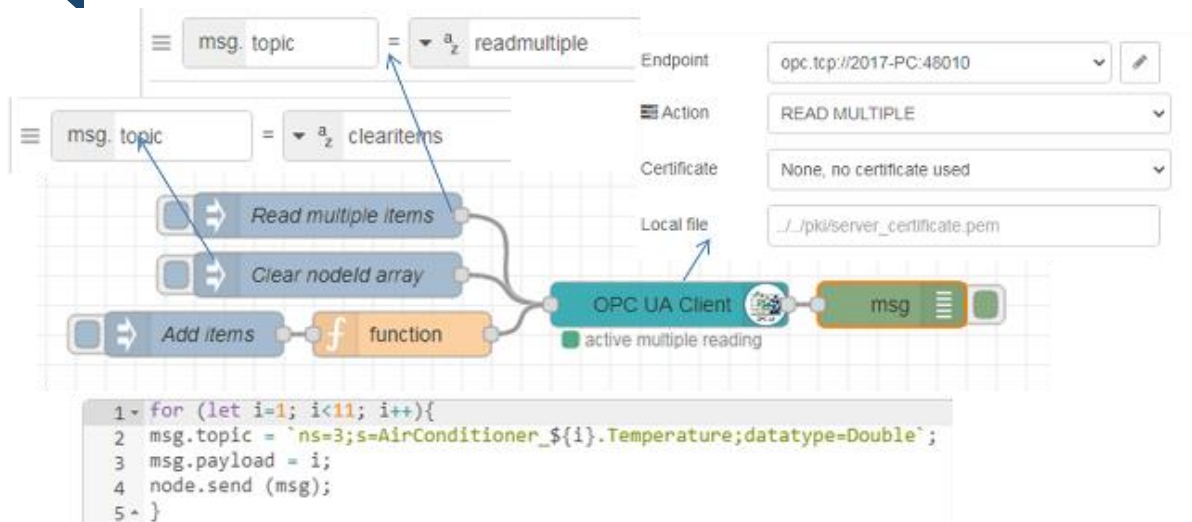 msg. topic = a z readmultiple
msg. topic = a z clearitems
Endpoint opc.tcp://2017-PC:48010
Action READ MULTIPLE
Certificate None, no certificate used
Local file ../../pki/server_certificate.pem
Read multiple items
Clear nodeId array
Add items
function
OPC UA Client
active multiple reading
msg
1 for (let i=1; i<11; i++){
2 msg.topic = `ns=3;s=AirConditioner_${i}.Temperature;datatype=Double`;
3 msg.payload = i;
4 node.send (msg);
5 }